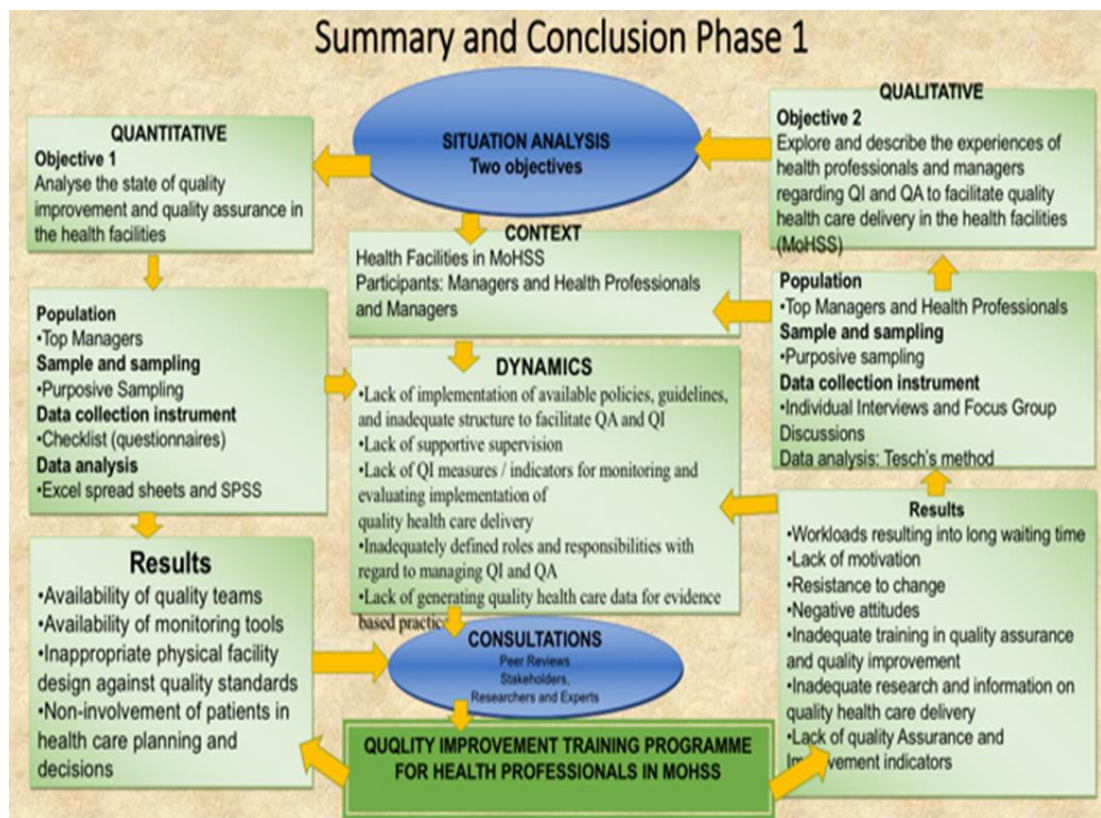 Summary and Conclusion Phase 1
QUANTITATIVE
Objective 1
Analyse the state of quality
improvement and quality assurance in
the health facilities
Population
•Top Managers
Sample and sampling
•Purposive Sampling
Data collection instrument
•Checklist (questionnaires)
Data analysis
•Excel spread sheets and SPSS
Results
•Availability of quality teams
•Availability of monitoring tools
•Inappropriate physical facility
design against quality standards
•Non-involvement of patients in
health care planning and
decisions
SITUATION ANALYSIS
Two objectives
CONTEXT
Health Facilities in MoHSS
Participants: Managers and Health Professionals
and Managers
DYNAMICS
•Lack of implementation of available policies, guidelines,
and inadequate structure to facilitate QA and QI
•Lack of supportive supervision
•Lack of QI measures / indicators for monitoring and
evaluating implementation of
quality health care delivery
•Inadequately defined roles and responsibilities with
regard to managing QI and QA
•Lack of generating quality health care data for evidence
based practic
CONSULTATIONS
Peer Reviews
Stakeholders,
Researchers and Experts
QUQLITY IMPROVEMENT TRAINING PROGRAMME
FOR HEALTH PROFESSIONALS IN MOHSS
QUALITATIVE
Objective 2
Explore and describe the experiences of
health professionals and managers
regarding QI and QA to facilitate quality
health care delivery in the health facilities
(MoHSS)
Population
•Top Managers and Health Professionals
Sample and sampling
•Purposive sampling
Data collection instrument
•Individual Interviews and Focus Group
Discussions
Data analysis: Tesch's method
Results
•Workloads resulting into long waiting time
•Lack of motivation
•Resistance to change
•Negative attitudes
•Inadequate training in quality assurance
and quality improvement
•Inadequate research and information on
quality health care delivery
•Lack of quality Assurance and
indicators